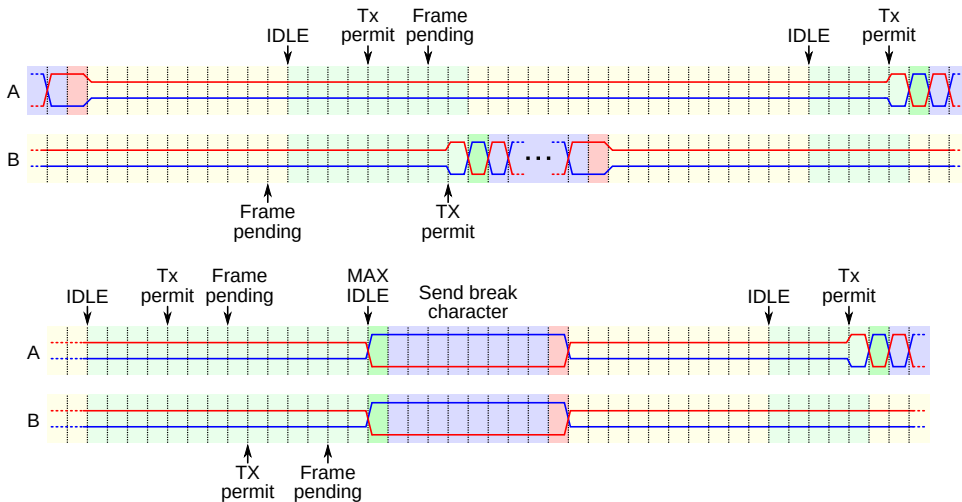 IDLE
Tx
permit
Frame
pending
IDLE
Tx
permit
A
B
...
Frame
pending
TX
permit
IDLE
Tx
permit
Frame
pending
MAX
IDLE
Send break
character
IDLE
Tx
permit
A
B
TX
permit
Frame
pending